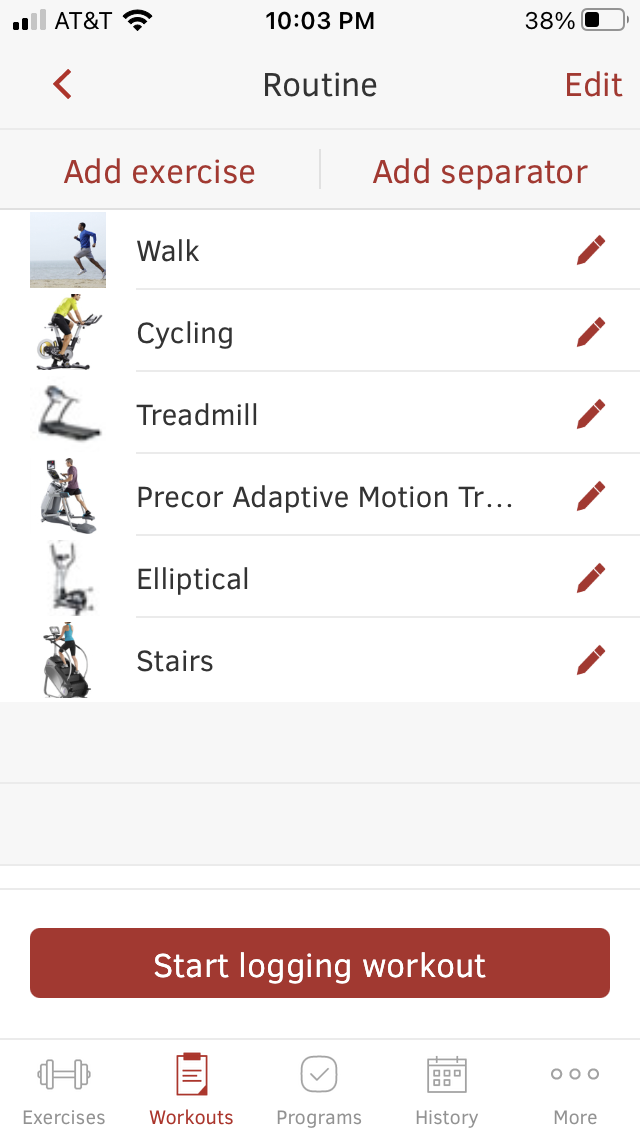 AT&T 10:03 PM 38%
Routine Edit
Add exercise Add separator
Walk
Cycling
Treadmill
Precor Adaptive Motion Tr...
Elliptical
Stairs
Start logging workout
Exercises Workouts Programs History More